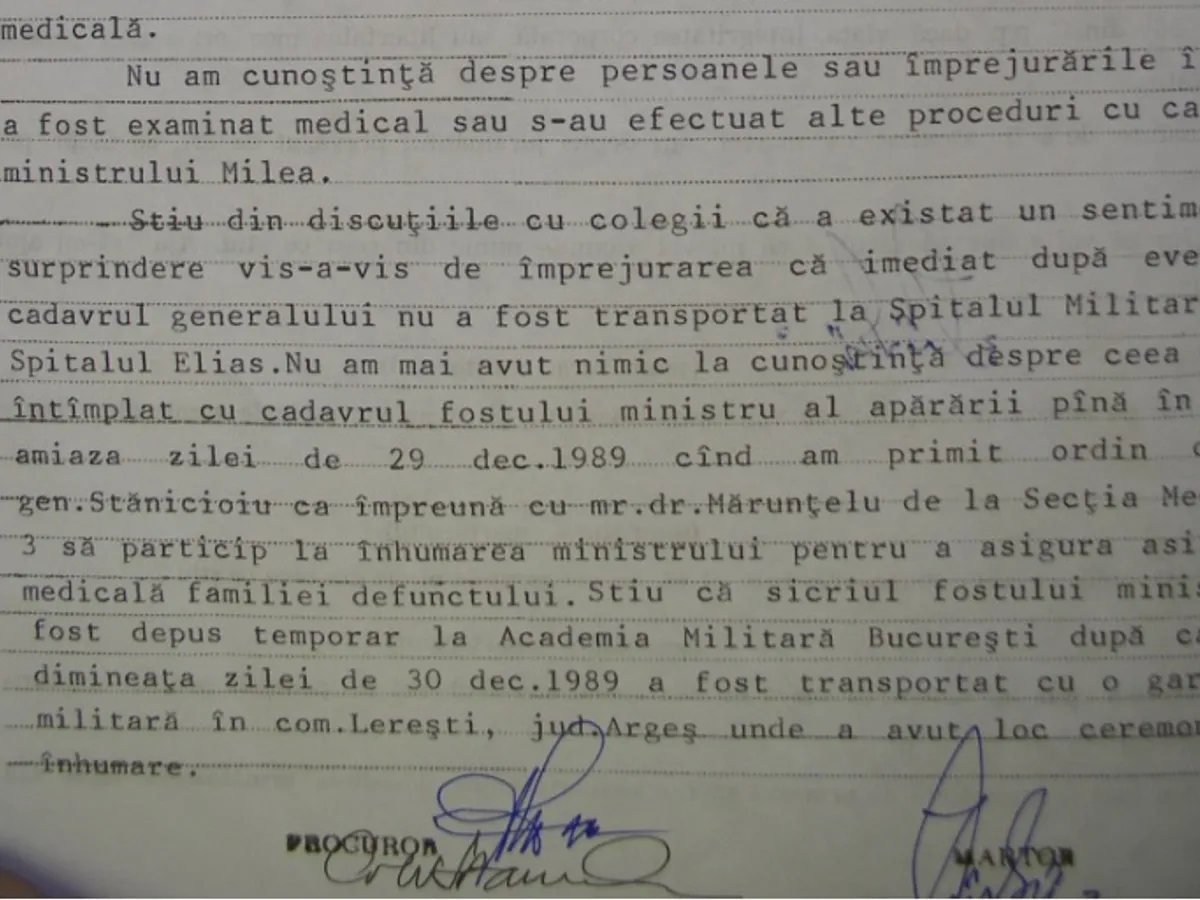 medicală.
Nu am cunoştinţă despre persoanele sau împrejurările î
a fost examinat medical sau s-au efectuat alte proceduri cu ca
ministrului Milea.
- Stiu din discuţiile cu colegii că a existat un sentim
surprindere vis-a-vis de împrejurarea că imediat după eve
cadavrul generalului nu a fost transportat la Spitalul Militar
Spitalul Elias.Nu am mai avut nimic la cunoştinţă despre ceea
întîmplat cu cadavrul fostului ministru al apărării pînă în
amiaza zilei de 29 dec.1989 cînd am primit ordin
gen.Stănicioiu ca împreună cu mr.dr.Mărunţelu de la Secţia Me
3 să particip la înhumarea ministrului pentru a asigura asi
medicală familiei defunctului. Stiu că sicriul fostului minis
fost depus temporar la Academia Militară Bucureşti după c
dimineaţa zilei de 30 dec.1989 a fost transportat cu o gar
militară în com.Lereşti, jud.Argeş unde a avut loc ceremo
înhumare.
PROCUROR MARTOR